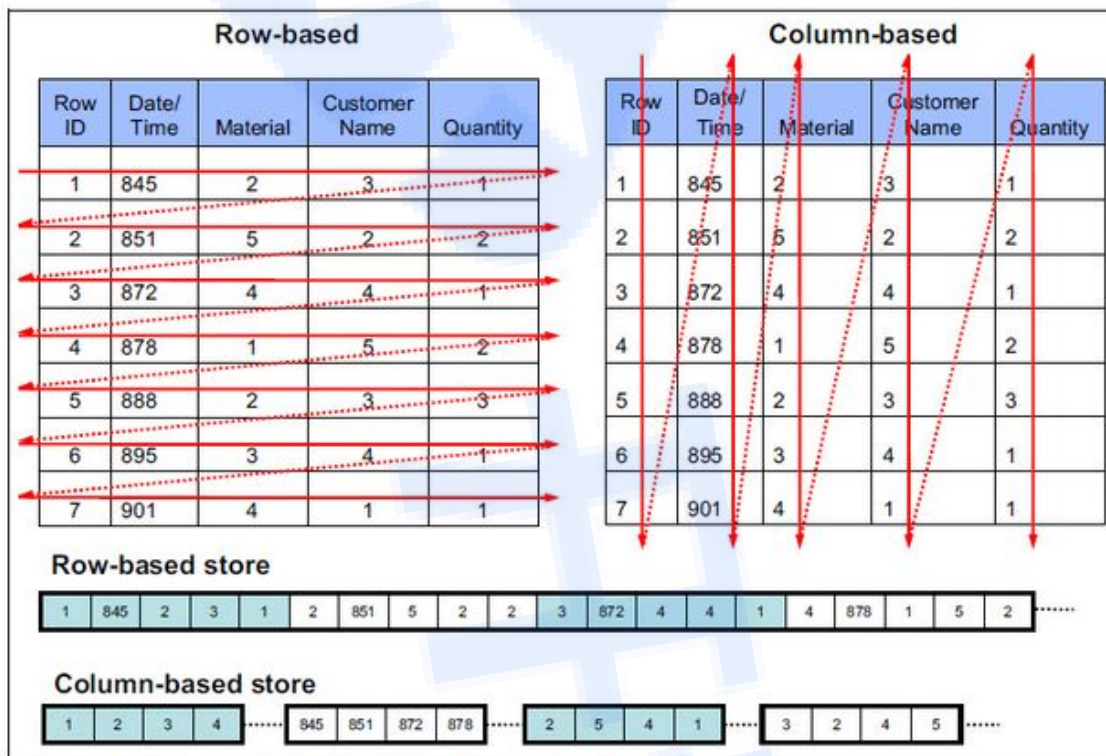 Row-based
Row ID Date/Time Material Customer Name Quantity
1 845 2 3 1
2 851 5 2 2
3 872 4 4 1
4 878 1 5 2
5 888 2 3 3
6 895 3 4 1
7 901 4 1 1
Column-based
Row ID Date/Time Material Customer Name Quantity
1 845 2 3 1
2 851 5 2 2
3 872 4 4 1
4 878 1 5 2
5 888 2 3 3
6 895 3 4 1
7 901 4 1 1
Row-based store
1 845 2 3 1 2 851 5 2 2 3 872 4 4 1 4 878 1 5 2
Column-based store
1 2 3 4 845 851 872 878 2 5 4 1 3 2 4 5